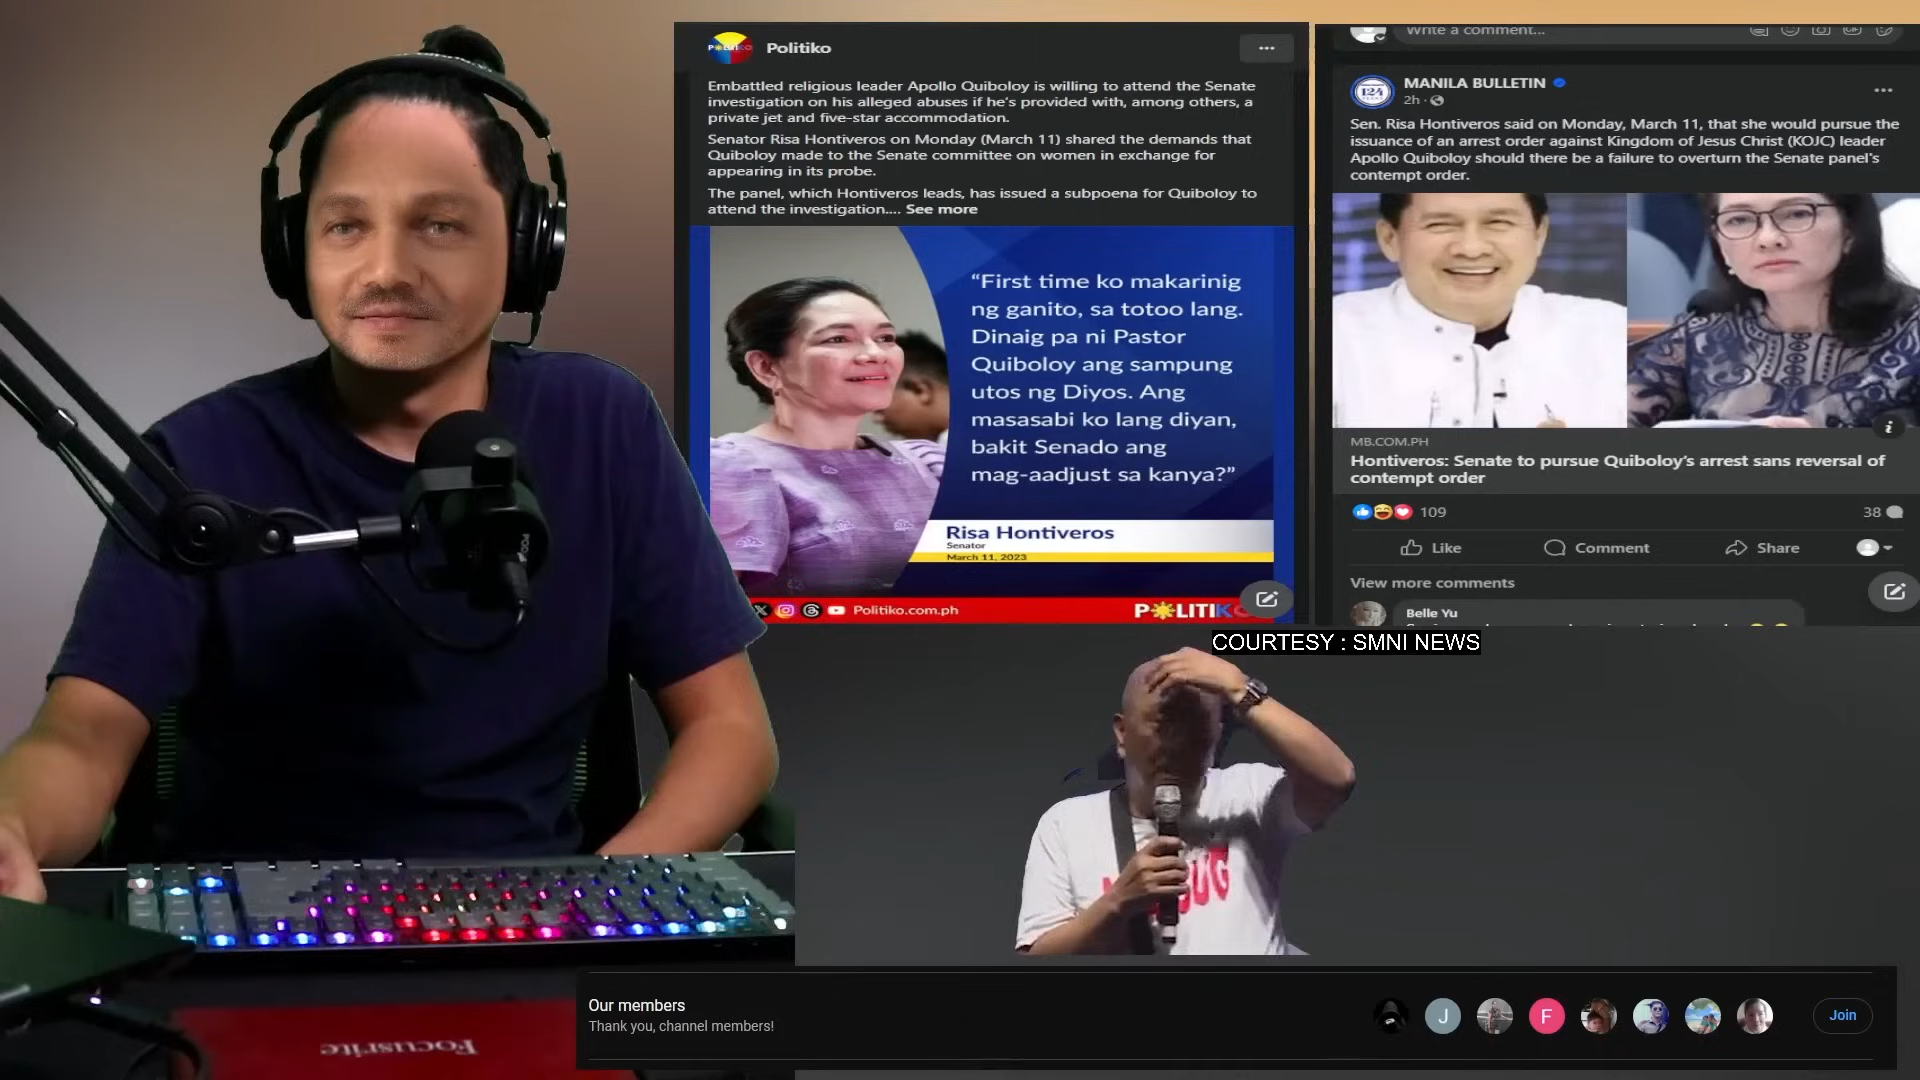 Politiko
Embattled religious leader Apollo Quiboloy is willing to attend the Senate
investigation on his alleged abuses if he's provided with, among others, a
private jet and five-star accommodation.
Senator Risa Hontiveros on Monday (March 11) shared the demands that
Quiboloy made to the Senate committee on women in exchange for
appearing in its probe.
The panel, which Hontiveros leads, has issued a subpoena for Quiboloy to
attend the investigation.... See more
“First time ko makarinig
ng ganito, sa totoo lang.
Dinaig pa ni Pastor
Quiboloy ang sampung
utos ng Diyos. Ang
masasabi ko lang diyan,
bakit Senado ang
mag-aadjust sa kanya?”
Risa Hontiveros
Senator
March 11, 2023
Politiko.com.ph
POLITIKO
Write a comment...
MANILA BULLETIN
2h
124
Sen. Risa Hontiveros said on Monday, March 11, that she would pursue the
issuance of an arrest order against Kingdom of Jesus Christ (KOJC) leader
Apollo Quiboloy should there be a failure to overturn the Senate panel's
contempt order.
MB.COM.PH
Hontiveros: Senate to pursue Quiboloy's arrest sans reversal of
contempt order
109
38
Like Comment Share
View more comments
Belle Yu
COURTESY : SMNI NEWS
Focusrite
Our members
Thank you, channel members!
J
F
Join